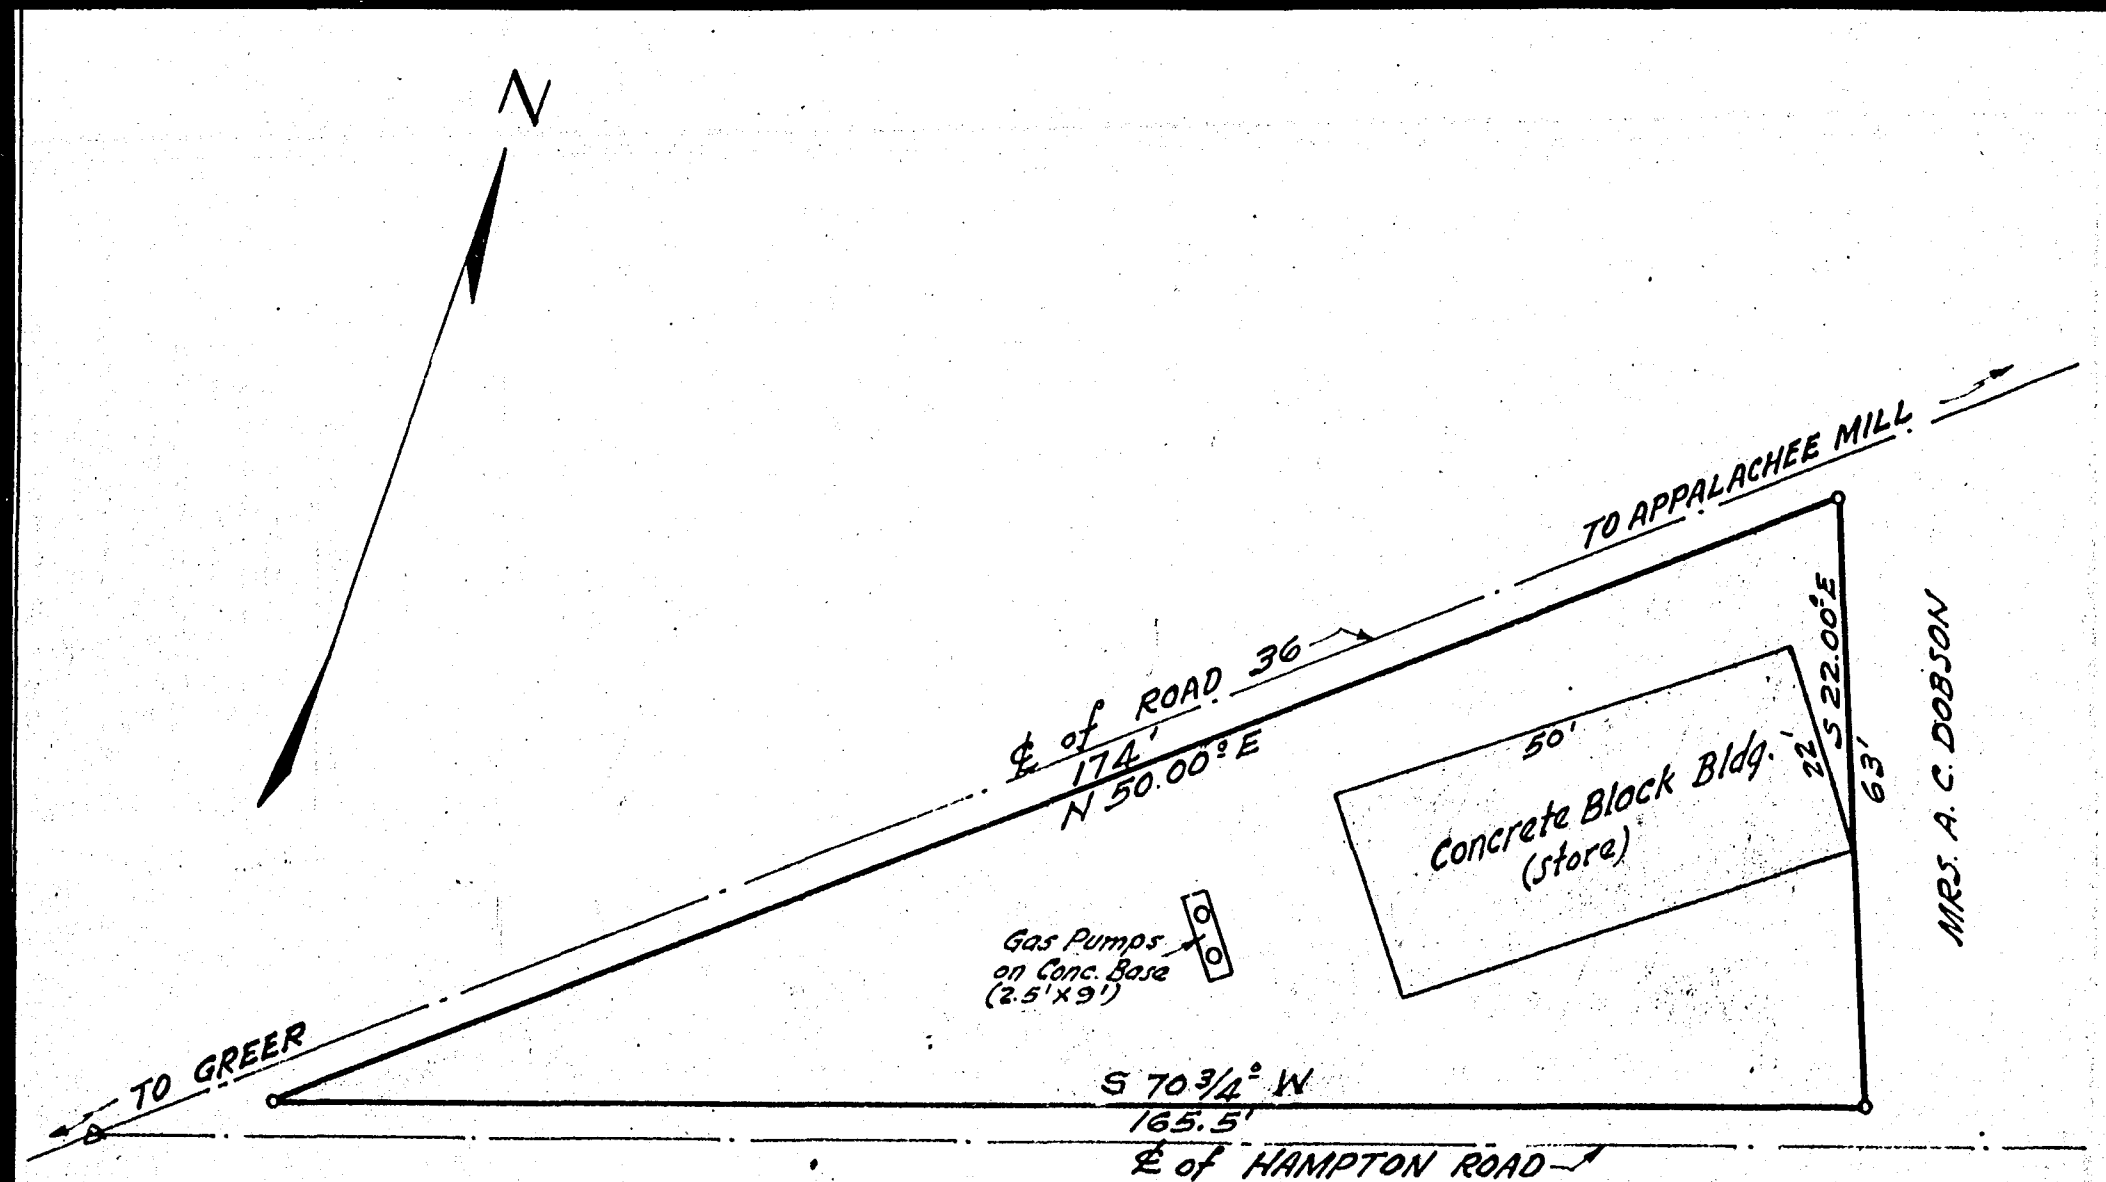 N
TO APPALACHEE MILL
℄ of ROAD 36
174'
N 50.00° E
S 22.00° E
63'
MRS. A. C. DOBSON
50'
22'
Concrete Block Bldg.
(store)
Gas Pumps
on Conc. Base
(2.5' X 9')
TO GREER
S 70 3/4° W
165.5'
℄ of HAMPTON ROAD